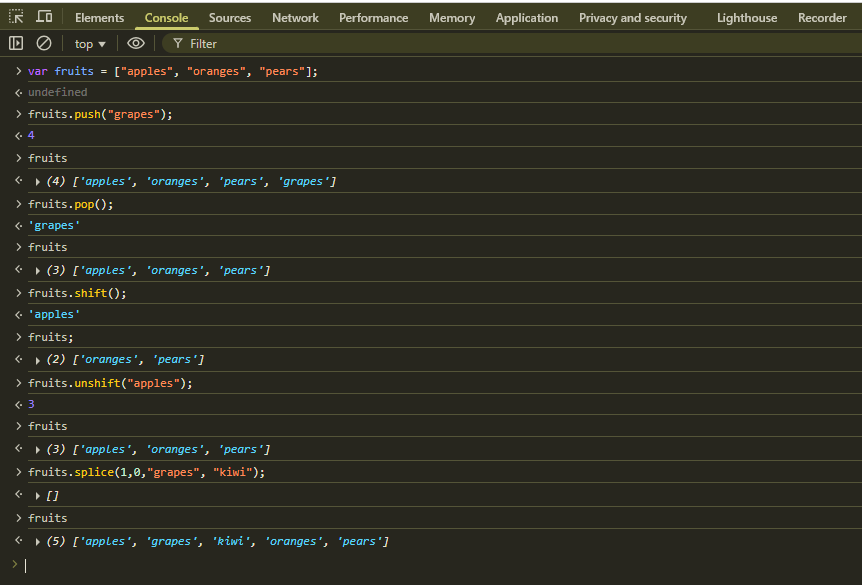 Elements Console Sources Network Performance Memory Application Privacy and security Lighthouse Recorder
top Filter
var fruits = ["apples", "oranges", "pears"];
undefined
fruits.push("grapes");
4
fruits
(4) ['apples', 'oranges', 'pears', 'grapes']
fruits.pop();
'grapes'
fruits
(3) ['apples', 'oranges', 'pears']
fruits.shift();
'apples'
fruits;
(2) ['oranges', 'pears']
fruits.unshift("apples");
3
fruits
(3) ['apples', 'oranges', 'pears']
fruits.splice(1,0,"grapes", "kiwi");
[]
fruits
(5) ['apples', 'grapes', 'kiwi', 'oranges', 'pears']